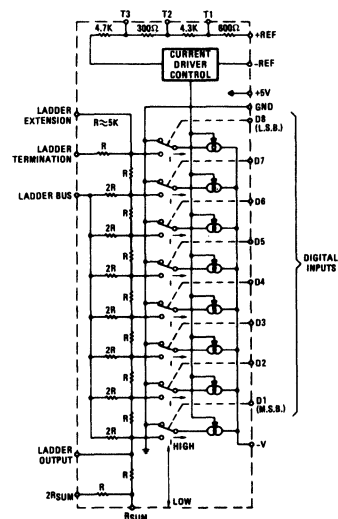 T3 T2 T1
4.7K 300Ω 4.3K 600Ω
+REF
CURRENT
DRIVER
CONTROL
-REF
+5V
GND
LADDER
EXTENSION
R≈5K
D8
(L.S.B.)
LADDER
TERMINATION
R
D7
R
LADDER BUS
2R
D6
R
2R
D5
R
2R
D4
R
2R
D3
R
2R
D2
R
2R
D1
(M.S.B.)
R
2R
HIGH
-V
DIGITAL
INPUTS
LADDER
OUTPUT
R
2RSUM
R
LOW
RSUM